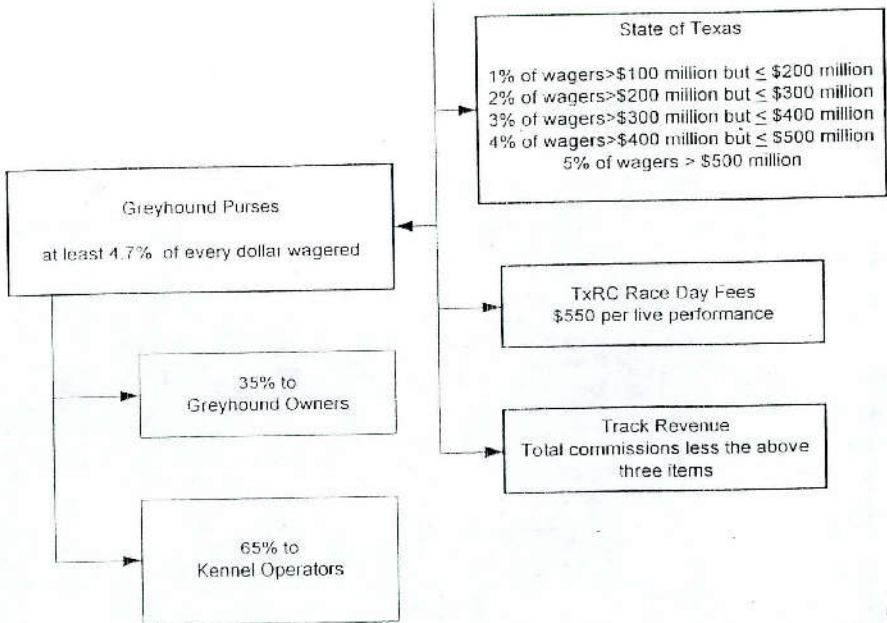 State of Texas
1% of wagers>$100 million but ≤ $200 million
2% of wagers>$200 million but ≤ $300 million
3% of wagers>$300 million but ≤ $400 million
4% of wagers>$400 million but ≤ $500 million
5% of wagers > $500 million
Greyhound Purses
at least 4.7% of every dollar wagered
TxRC Race Day Fees
$550 per live performance
35% to
Greyhound Owners
Track Revenue
Total commissions less the above
three items
65% to
Kennel Operators